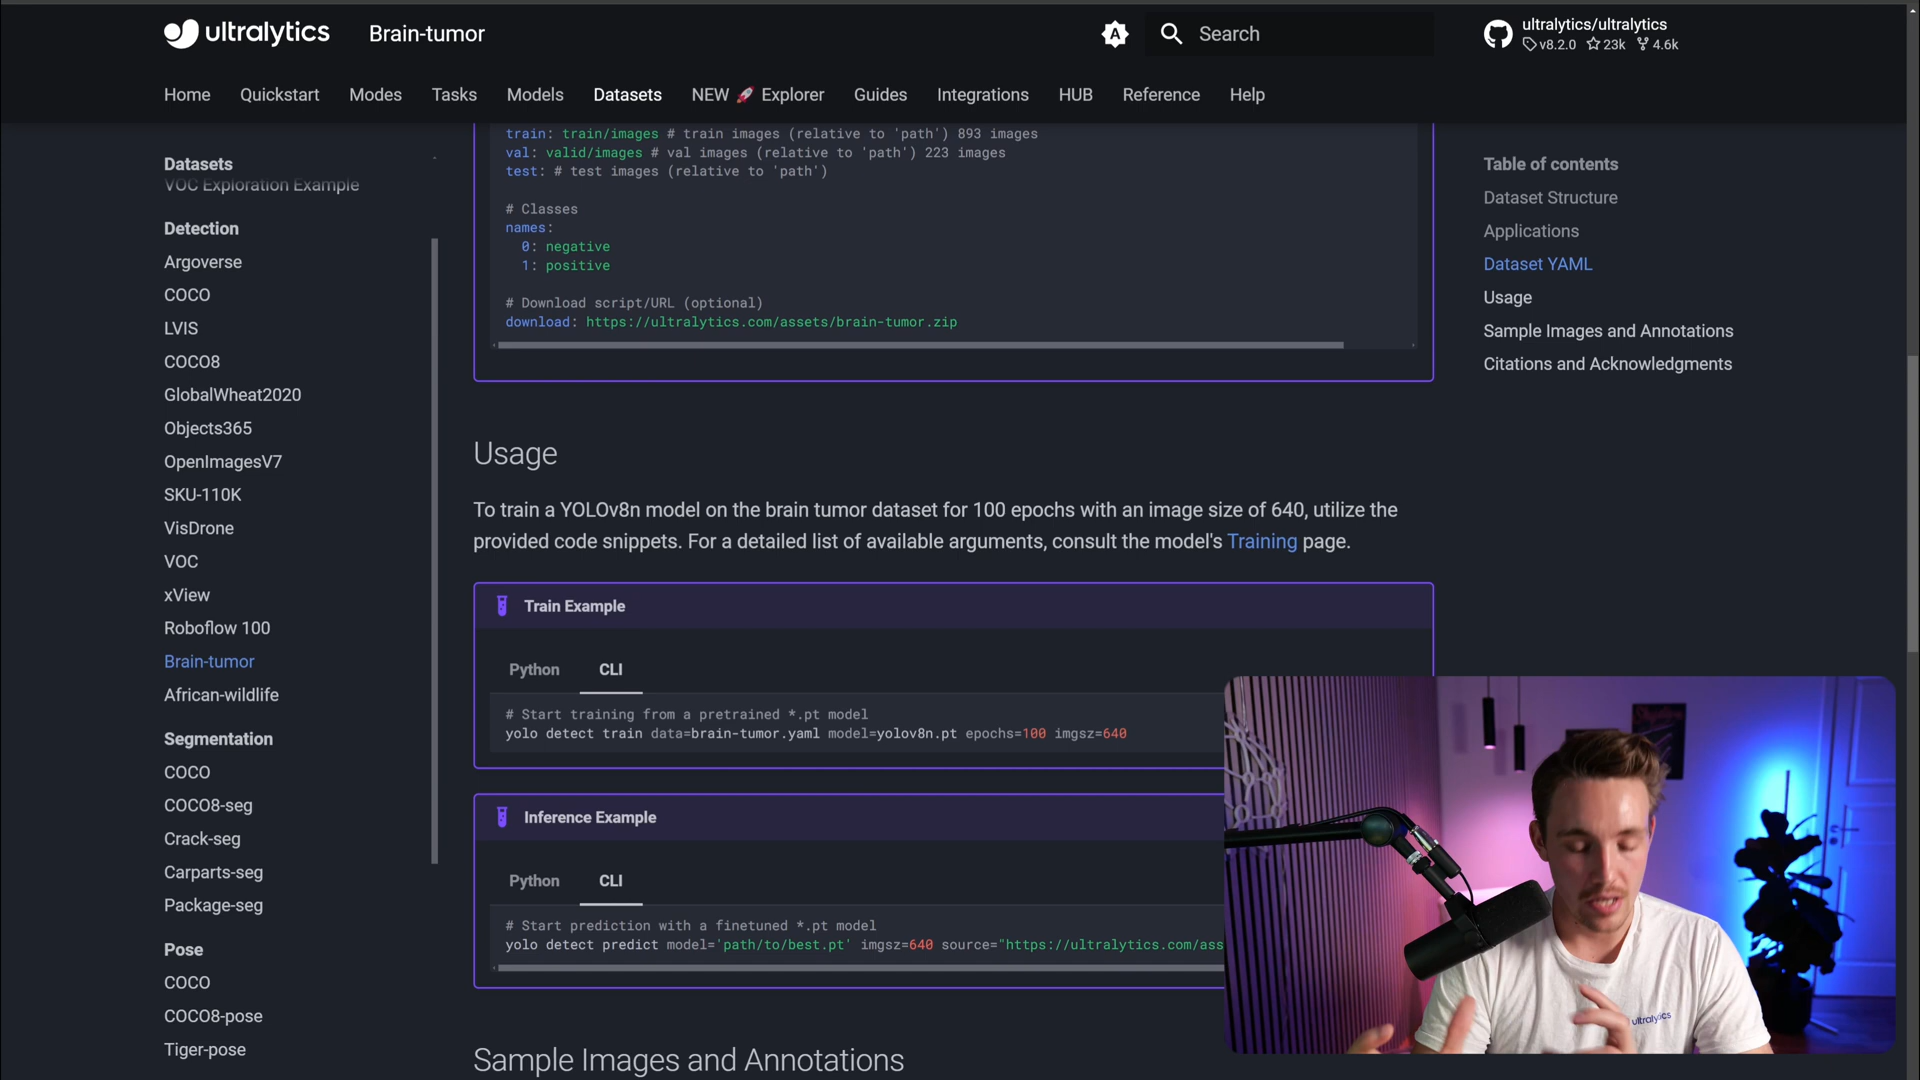 ultralytics
Brain-tumor
A
Search
ultralytics/ultralytics
v8.2.0 23k 4.6k
Home Quickstart Modes Tasks Models Datasets NEW 🚀 Explorer Guides Integrations HUB Reference Help
Datasets
VOC Exploration Example
Detection
Argoverse
COCO
LVIS
COCO8
GlobalWheat2020
Objects365
OpenImagesV7
SKU-110K
VisDrone
VOC
xView
Roboflow 100
Brain-tumor
African-wildlife
Segmentation
COCO
COCO8-seg
Crack-seg
Carparts-seg
Package-seg
Pose
COCO
COCO8-pose
Tiger-pose
train: train/images # train images (relative to 'path') 893 images
val: valid/images # val images (relative to 'path') 223 images
test: # test images (relative to 'path')
# Classes
names:
0: negative
1: positive
# Download script/URL (optional)
download: https://ultralytics.com/assets/brain-tumor.zip
Usage
To train a YOLOv8n model on the brain tumor dataset for 100 epochs with an image size of 640, utilize the
provided code snippets. For a detailed list of available arguments, consult the model's Training page.
Train Example
Python CLI
# Start training from a pretrained *.pt model
yolo detect train data=brain-tumor.yaml model=yolov8n.pt epochs=100 imgsz=640
Inference Example
Python CLI
# Start prediction with a finetuned *.pt model
yolo detect predict model='path/to/best.pt' imgsz=640 source="https://ultralytics.com/ass
Sample Images and Annotations
Table of contents
Dataset Structure
Applications
Dataset YAML
Usage
Sample Images and Annotations
Citations and Acknowledgments
ultralytics